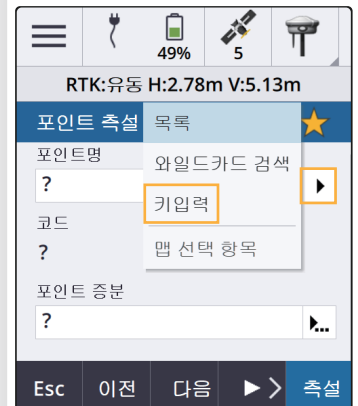 49%
5
RTK:유동 H:2.78m V:5.13m
포인트 측설
목록
와일드카드 검색
키입력
맵 선택 항목
포인트명
?
코드
?
포인트 증분
?
Esc 이전 다음 측설